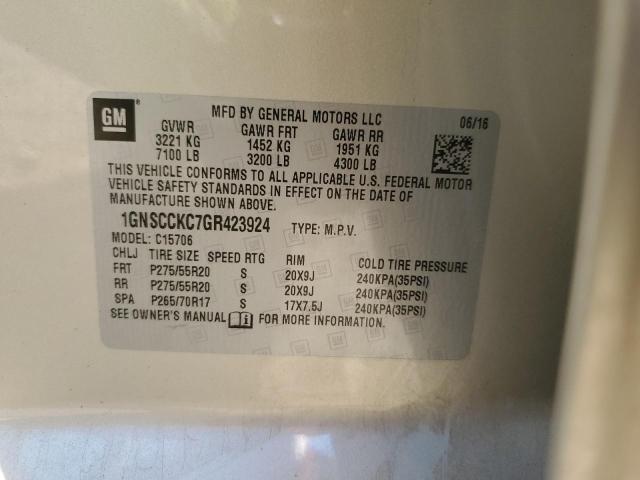 GM
MFD BY GENERAL MOTORS LLC
06/16
GVWR GAWR FRT GAWR RR
3221 KG 1452 KG 1951 KG
7100 LB 3200 LB 4300 LB
THIS VEHICLE CONFORMS TO ALL APPLICABLE U.S. FEDERAL MOTOR
VEHICLE SAFETY STANDARDS IN EFFECT ON THE DATE OF
MANUFACTURE SHOWN ABOVE.
1GNSCCKC7GR423924 TYPE: M.P.V.
MODEL: C15706
CHLJ TIRE SIZE SPEED RTG RIM COLD TIRE PRESSURE
FRT P275/55R20 S 20X9J 240KPA(35PSI)
RR P275/55R20 S 20X9J 240KPA(35PSI)
SPA P265/70R17 S 17X7.5J 240KPA(35PSI)
SEE OWNER'S MANUAL FOR MORE INFORMATION.